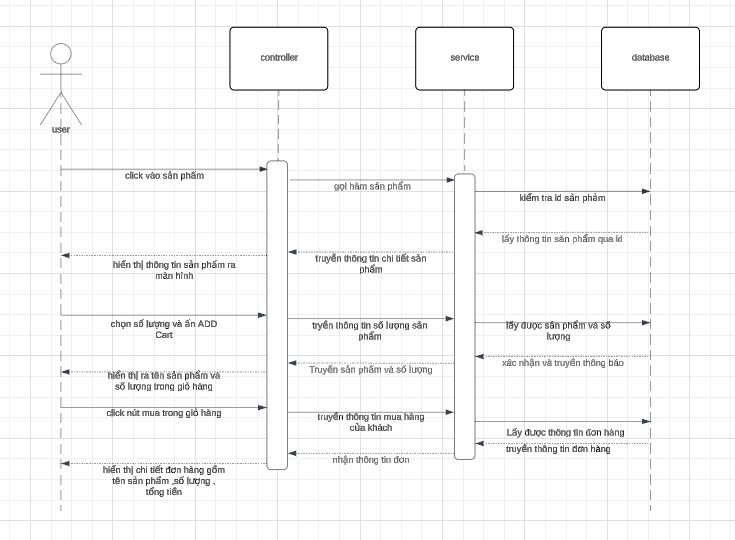 controller
service
database
user
click vào sản phẩm
gọi hàm sản phẩm
kiểm tra id sản phảm
lấy thông tin sản phẩm qua id
truyền thông tin chi tiết sản
phẩm
hiển thị thông tin sản phẩm ra
màn hình
chọn số lượng và ấn ADD
Cart
tryền thông tin số lượng sản
phẩm
lấy được sản phẩm và số
lượng
xác nhận và truyền thông báo
Truyền sản phẩm và số lượng
hiển thị ra tên sản phẩm và
số lượng trong giỏ hàng
click nút mua trong giỏ hàng
truyền thông tin mua hàng
của khách
Lấy được thông tin đơn hàng
truyền thông tin đơn hàng
nhận thông tin đơn
hiển thị chi tiết đơn hàng gồm
tên sản phẩm ,số lượng ,
tổng tiền